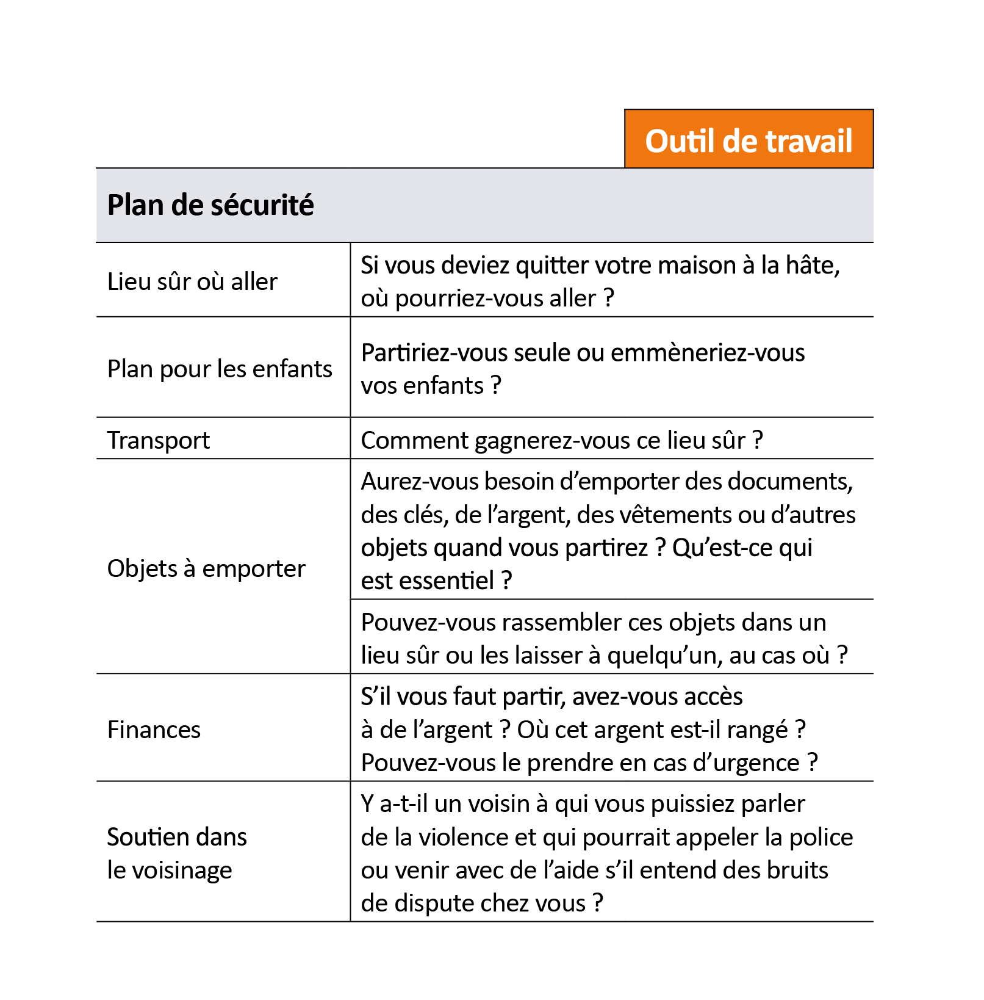 Outil de travail
Plan de sécurité
Lieu sûr où aller
Si vous deviez quitter votre maison à la hâte,
où pourriez-vous aller ?
Plan pour les enfants
Partiriez-vous seule ou emmèneriez-vous
vos enfants ?
Transport
Comment gagnerez-vous ce lieu sûr ?
Objets à emporter
Aurez-vous besoin d’emporter des documents,
des clés, de l’argent, des vêtements ou d’autres
objets quand vous partirez ? Qu’est-ce qui
est essentiel ?
Pouvez-vous rassembler ces objets dans un
lieu sûr ou les laisser à quelqu’un, au cas où ?
Finances
S’il vous faut partir, avez-vous accès
à de l’argent ? Où cet argent est-il rangé ?
Pouvez-vous le prendre en cas d’urgence ?
Soutien dans
le voisinage
Y a-t-il un voisin à qui vous puissiez parler
de la violence et qui pourrait appeler la police
ou venir avec de l’aide s’il entend des bruits
de dispute chez vous ?